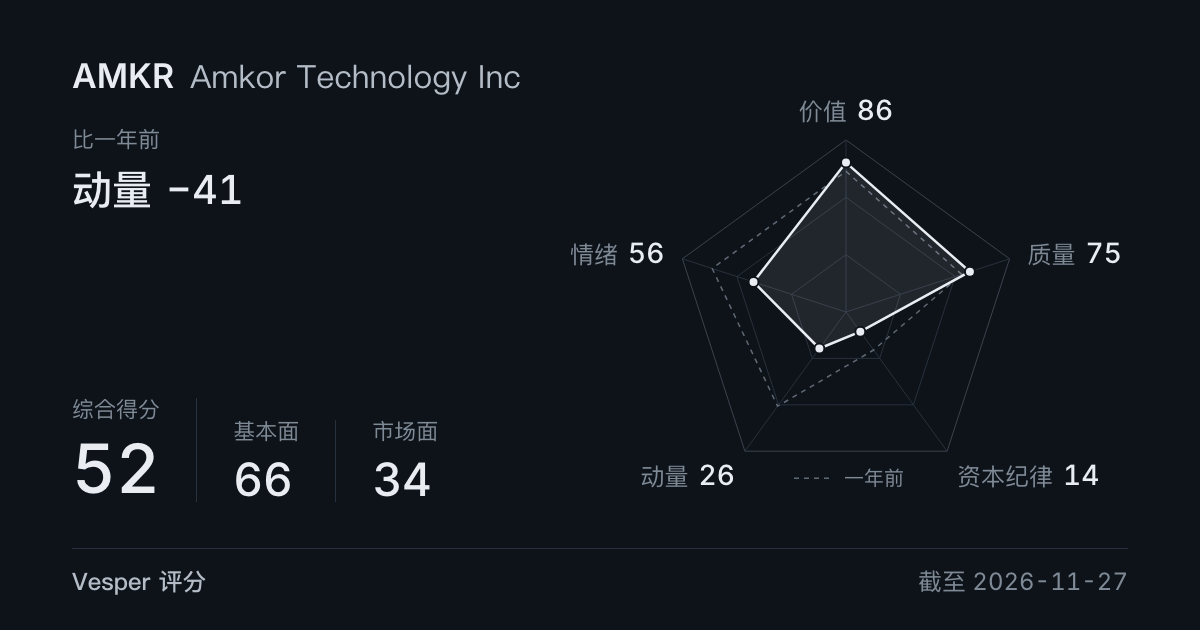 AMKR Amkor Technology Inc
比一年前
动量 −41
价值 86
情绪 56
质量 75
动量 26
一年前
资本纪律 14
综合得分
52
基本面
66
市场面
34
Vesper 评分
截至 2026-11-27